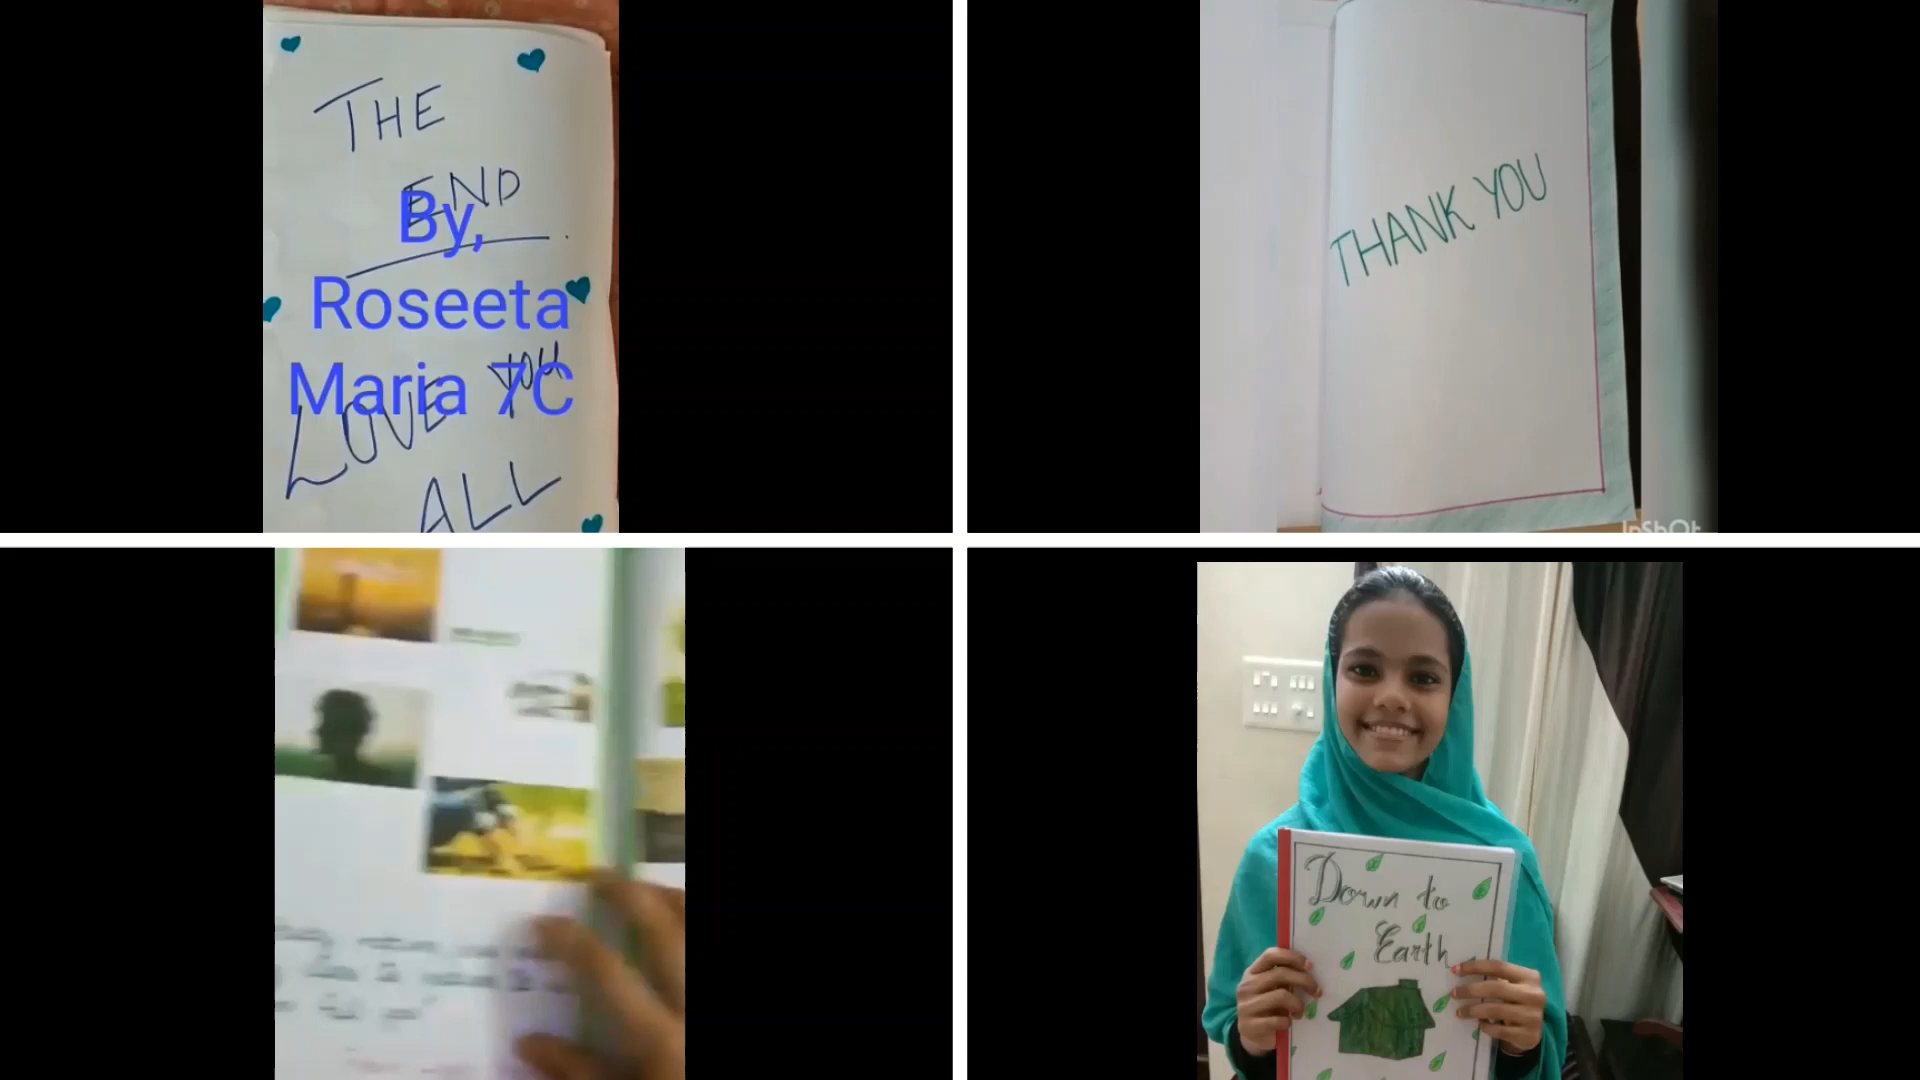 THE
END
By,
Roseeta
Maria 7C
LOVE YOU
ALL
THANK YOU
InShOt
Down to
Earth